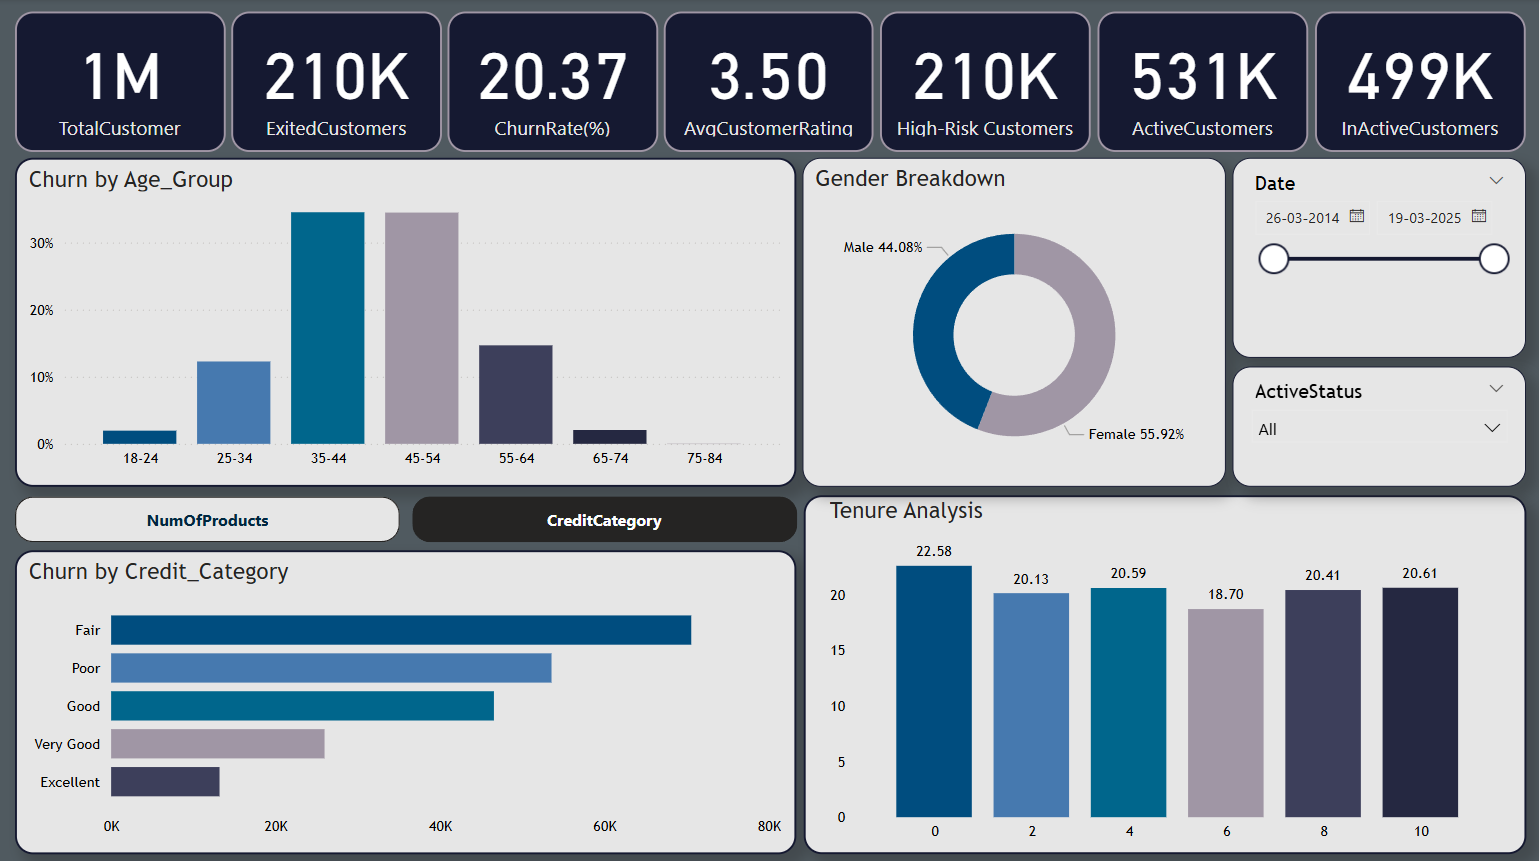 1M
TotalCustomer
210K
ExitedCustomers
20.37
ChurnRate(%)
3.50
AvgCustomerRating
210K
High-Risk Customers
531K
ActiveCustomers
499K
InActiveCustomers
Churn by Age_Group
30%
20%
10%
0%
18-24 25-34 35-44 45-54 55-64 65-74 75-84
Gender Breakdown
Male 44.08%
Female 55.92%
Date
26-03-2014 19-03-2025
ActiveStatus
All
NumOfProducts
CreditCategory
Churn by Credit_Category
Fair
Poor
Good
Very Good
Excellent
0K 20K 40K 60K 80K
Tenure Analysis
22.58 20.13 20.59 18.70 20.41 20.61
20
15
10
5
0
0 2 4 6 8 10